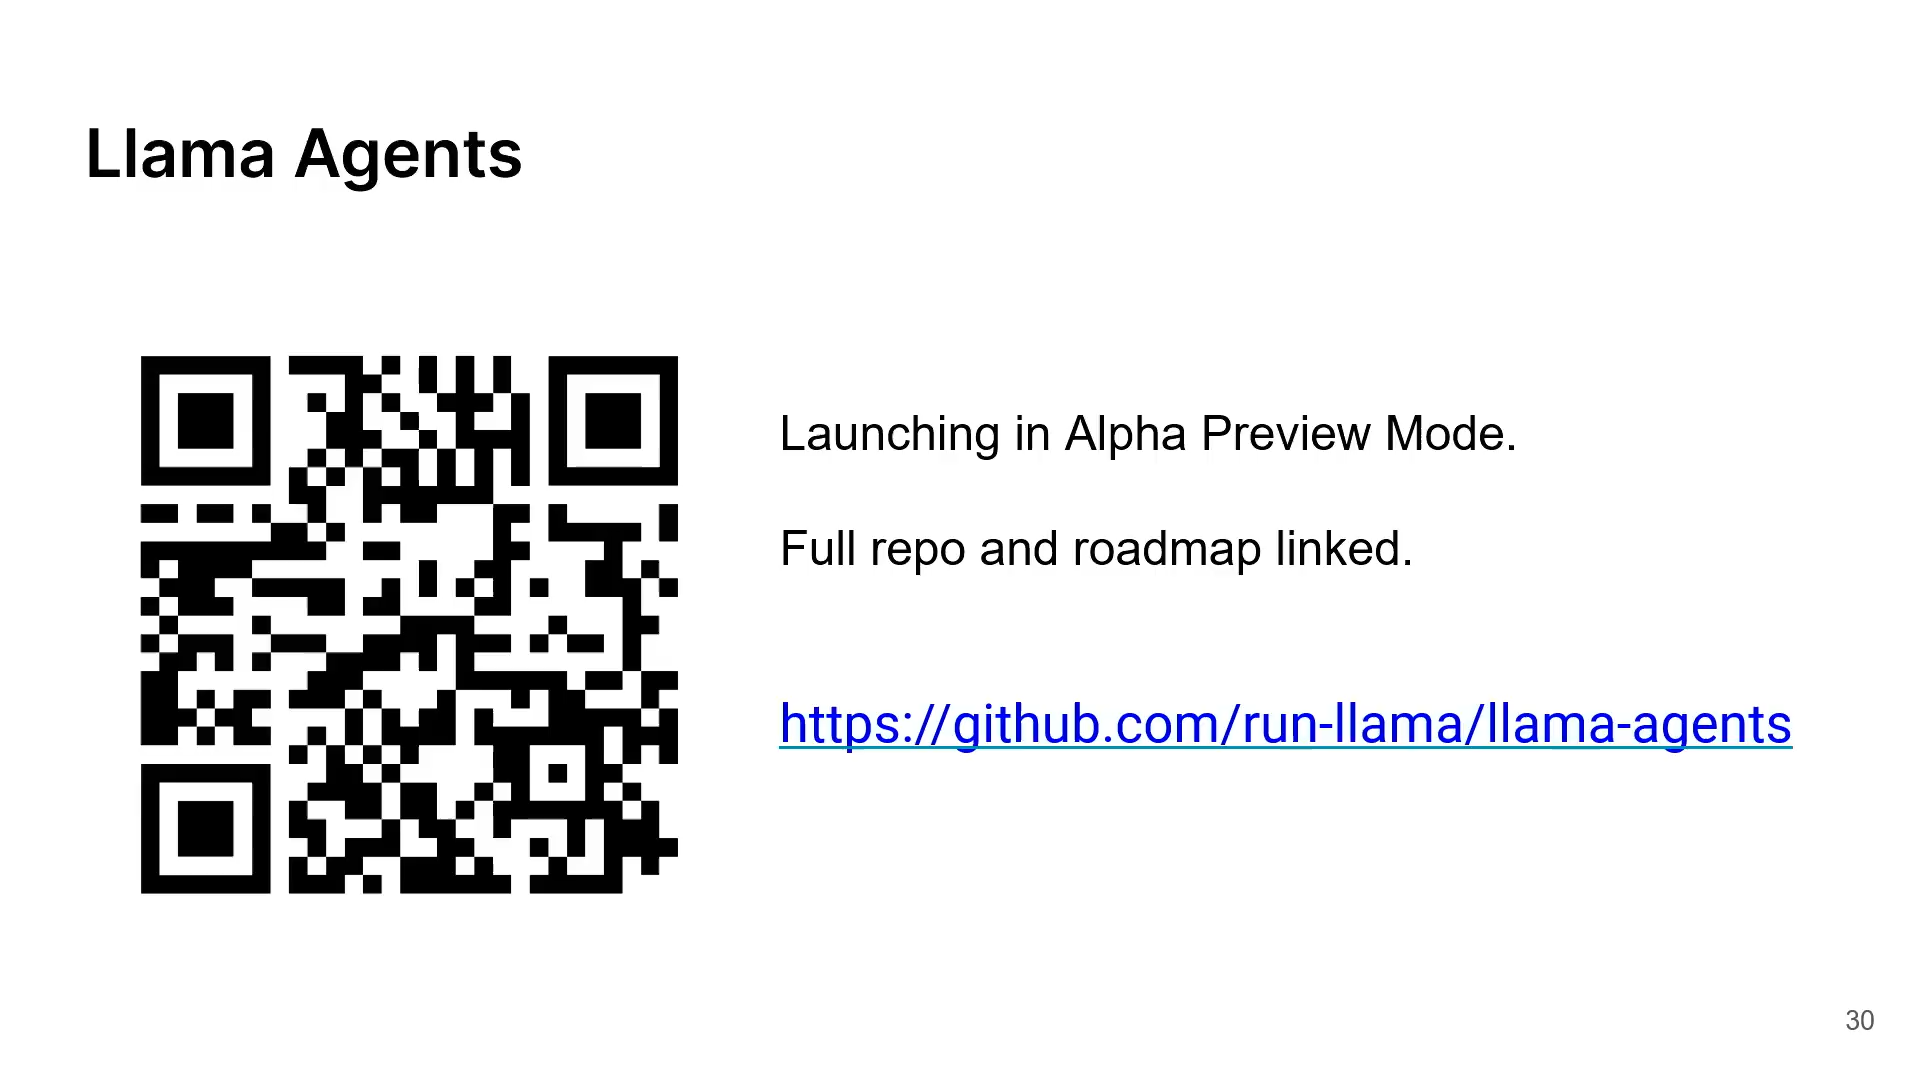 Llama Agents
Launching in Alpha Preview Mode.
Full repo and roadmap linked.
https://github.com/run-llama/llama-agents
30